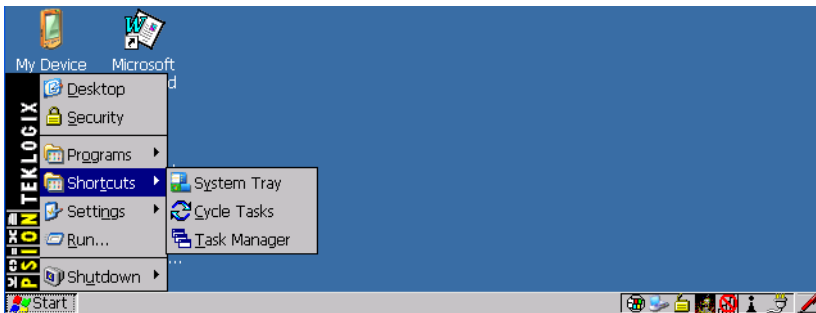 My Device
Microsoft
d
Desktop
Security
Programs
Shortcuts
System Tray
Settings
Cycle Tasks
Run...
Task Manager
Shutdown
...
PSION TEKLOGIX
Start